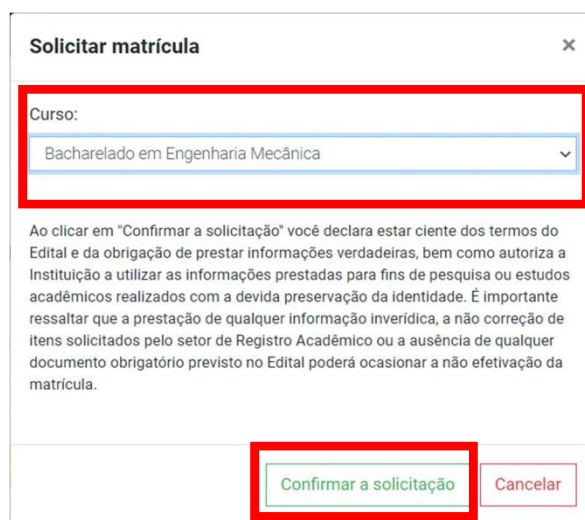 Solicitar matrícula ×
Curso:
Bacharelado em Engenharia Mecânica
Ao clicar em "Confirmar a solicitação" você declara estar ciente dos termos do
Edital e da obrigação de prestar informações verdadeiras, bem como autoriza a
Instituição a utilizar as informações prestadas para fins de pesquisa ou estudos
acadêmicos realizados com a devida preservação da identidade. É importante
ressaltar que a prestação de qualquer informação inverídica, a não correção de
itens solicitados pelo setor de Registro Acadêmico ou a ausência de qualquer
documento obrigatório previsto no Edital poderá ocasionar a não efetivação da
matrícula.
Confirmar a solicitação Cancelar